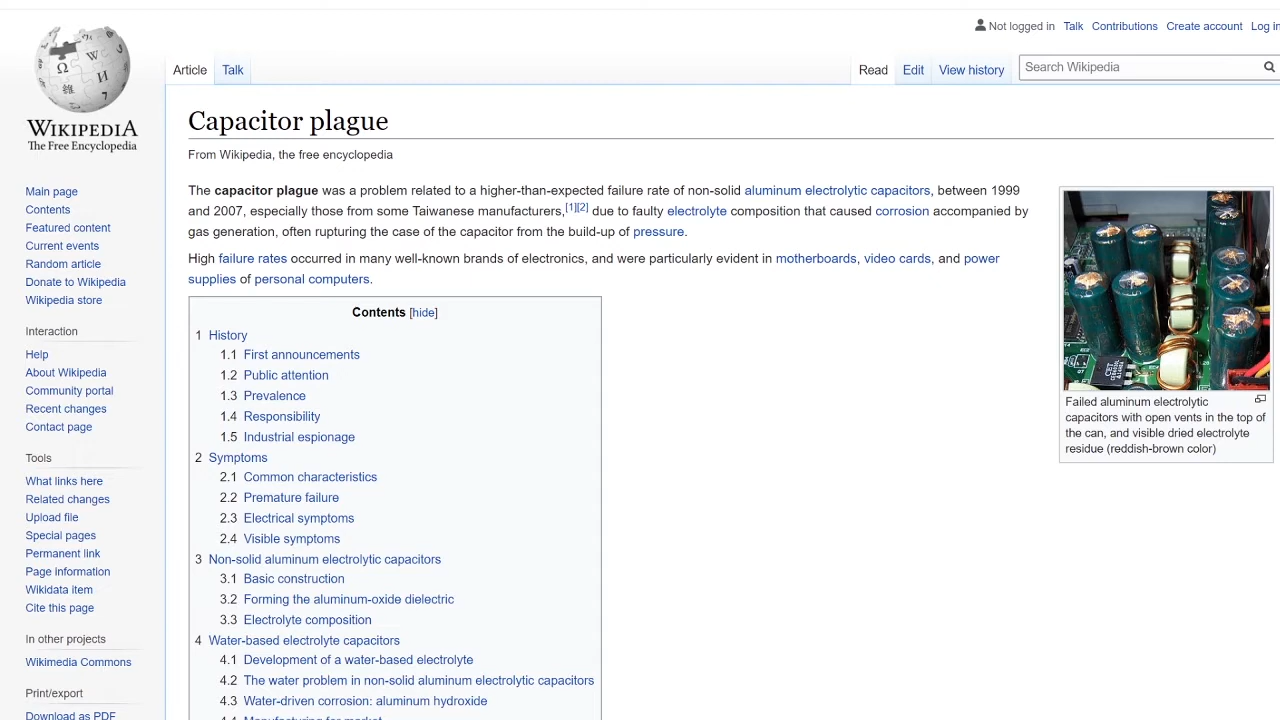 Not logged in Talk Contributions Create account Log in
Article Talk Read Edit View history Search Wikipedia
WIKIPEDIA
The Free Encyclopedia
Main page
Contents
Featured content
Current events
Random article
Donate to Wikipedia
Wikipedia store
Interaction
Help
About Wikipedia
Community portal
Recent changes
Contact page
Tools
What links here
Related changes
Upload file
Special pages
Permanent link
Page information
Wikidata item
Cite this page
In other projects
Wikimedia Commons
Print/export
Download as PDF
Capacitor plague
From Wikipedia, the free encyclopedia
The capacitor plague was a problem related to a higher-than-expected failure rate of non-solid aluminum electrolytic capacitors, between 1999
and 2007, especially those from some Taiwanese manufacturers,[1][2] due to faulty electrolyte composition that caused corrosion accompanied by
gas generation, often rupturing the case of the capacitor from the build-up of pressure.
High failure rates occurred in many well-known brands of electronics, and were particularly evident in motherboards, video cards, and power
supplies of personal computers.
Contents [hide]
1 History
1.1 First announcements
1.2 Public attention
1.3 Prevalence
1.4 Responsibility
1.5 Industrial espionage
2 Symptoms
2.1 Common characteristics
2.2 Premature failure
2.3 Electrical symptoms
2.4 Visible symptoms
3 Non-solid aluminum electrolytic capacitors
3.1 Basic construction
3.2 Forming the aluminum-oxide dielectric
3.3 Electrolyte composition
4 Water-based electrolyte capacitors
4.1 Development of a water-based electrolyte
4.2 The water problem in non-solid aluminum electrolytic capacitors
4.3 Water-driven corrosion: aluminum hydroxide
4.4 Manufacturing for market
Failed aluminum electrolytic
capacitors with open vents in the top of
the can, and visible dried electrolyte
residue (reddish-brown color)